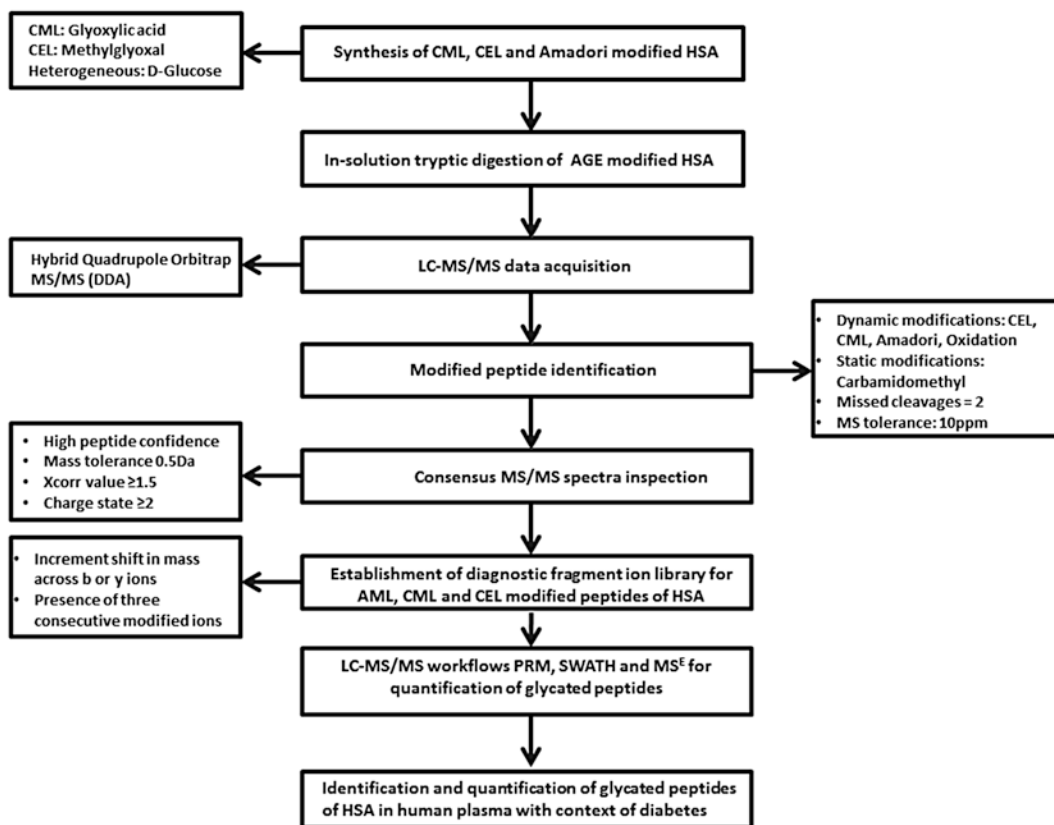 CML: Glyoxylic acid
CEL: Methylglyoxal
Heterogeneous: D-Glucose
Synthesis of CML, CEL and Amadori modified HSA
In-solution tryptic digestion of AGE modified HSA
Hybrid Quadrupole Orbitrap
MS/MS (DDA)
LC-MS/MS data acquisition
Modified peptide identification
• Dynamic modifications: CEL,
CML, Amadori, Oxidation
• Static modifications:
Carbamidomethyl
• Missed cleavages = 2
• MS tolerance: 10ppm
• High peptide confidence
• Mass tolerance 0.5Da
• Xcorr value ≥1.5
• Charge state ≥2
Consensus MS/MS spectra inspection
• Increment shift in mass
across b or y ions
• Presence of three
consecutive modified ions
Establishment of diagnostic fragment ion library for
AML, CML and CEL modified peptides of HSA
LC-MS/MS workflows PRM, SWATH and MSᴱ for
quantification of glycated peptides
Identification and quantification of glycated peptides
of HSA in human plasma with context of diabetes